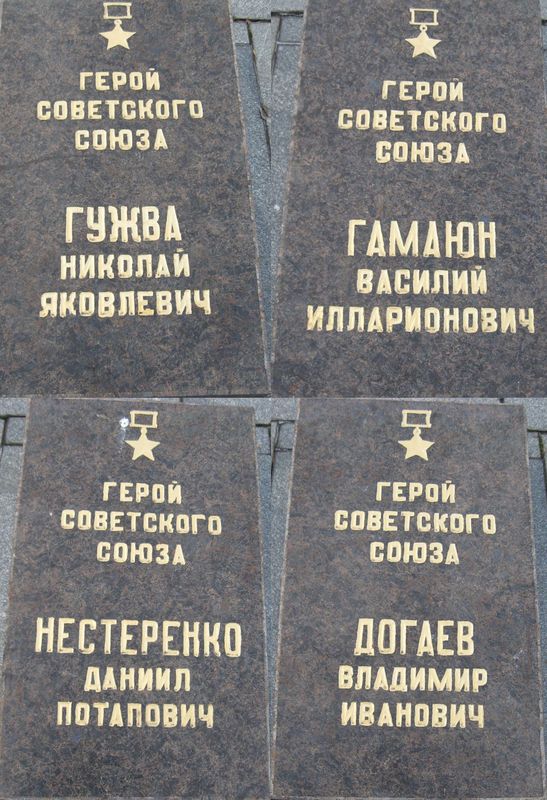 ГЕРОЙ
СОВЕТСКОГО
СОЮЗА
ГУЖВА
НИКОЛАЙ
ЯКОВЛЕВИЧ
ГЕРОЙ
СОВЕТСКОГО
СОЮЗА
ГАМАЮН
ВАСИЛИЙ
ИЛЛАРИОНОВИЧ
ГЕРОЙ
СОВЕТСКОГО
СОЮЗА
НЕСТЕРЕНКО
ДАНИИЛ
ПОТАПОВИЧ
ГЕРОЙ
СОВЕТСКОГО
СОЮЗА
ДОГАЕВ
ВЛАДИМИР
ИВАНОВИЧ